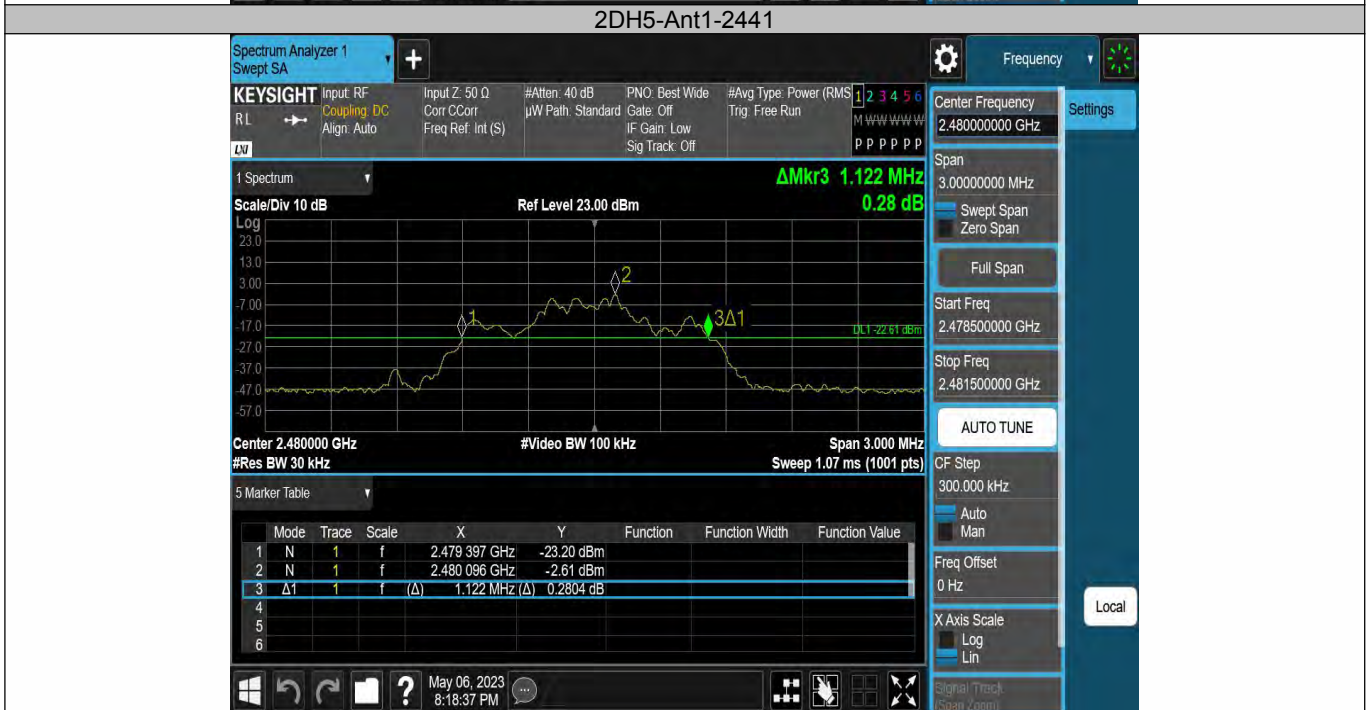 2DH5-Ant1-2441
Spectrum Analyzer 1
Swept SA
+
Frequency
KEYSIGHT
RL
LXI
Input: RF
Coupling: DC
Align: Auto
Input Z: 50 Ω
Corr CCorr
Freq Ref: Int (S)
#Atten: 40 dB
µW Path: Standard
PNO: Best Wide
Gate: Off
IF Gain: Low
Sig Track: Off
#Avg Type: Power (RMS
Trig: Free Run
1 2 3 4 5 6
M W W W W W
P P P P P P
1 Spectrum
ΔMkr3 1.122 MHz
0.28 dB
Scale/Div 10 dB
Ref Level 23.00 dBm
Log
23.0
13.0
3.00
-7.00
-17.0
-27.0
-37.0
-47.0
-57.0
1
2
3Δ1
DL1 -22.61 dBm
Center 2.480000 GHz
#Video BW 100 kHz
Span 3.000 MHz
#Res BW 30 kHz
Sweep 1.07 ms (1001 pts)
5 Marker Table
Mode Trace Scale X Y Function Function Width Function Value
1 N 1 f 2.479 397 GHz -23.20 dBm
2 N 1 f 2.480 096 GHz -2.61 dBm
3 Δ1 1 f (Δ) 1.122 MHz (Δ) 0.2804 dB
4
5
6
May 06, 2023
8:18:37 PM
?
Center Frequency
2.480000000 GHz
Settings
Span
3.00000000 MHz
Swept Span
Zero Span
Full Span
Start Freq
2.478500000 GHz
Stop Freq
2.481500000 GHz
AUTO TUNE
CF Step
300.000 kHz
Auto
Man
Freq Offset
0 Hz
Local
X Axis Scale
Log
Lin
Signal Track
(Span Zoom)